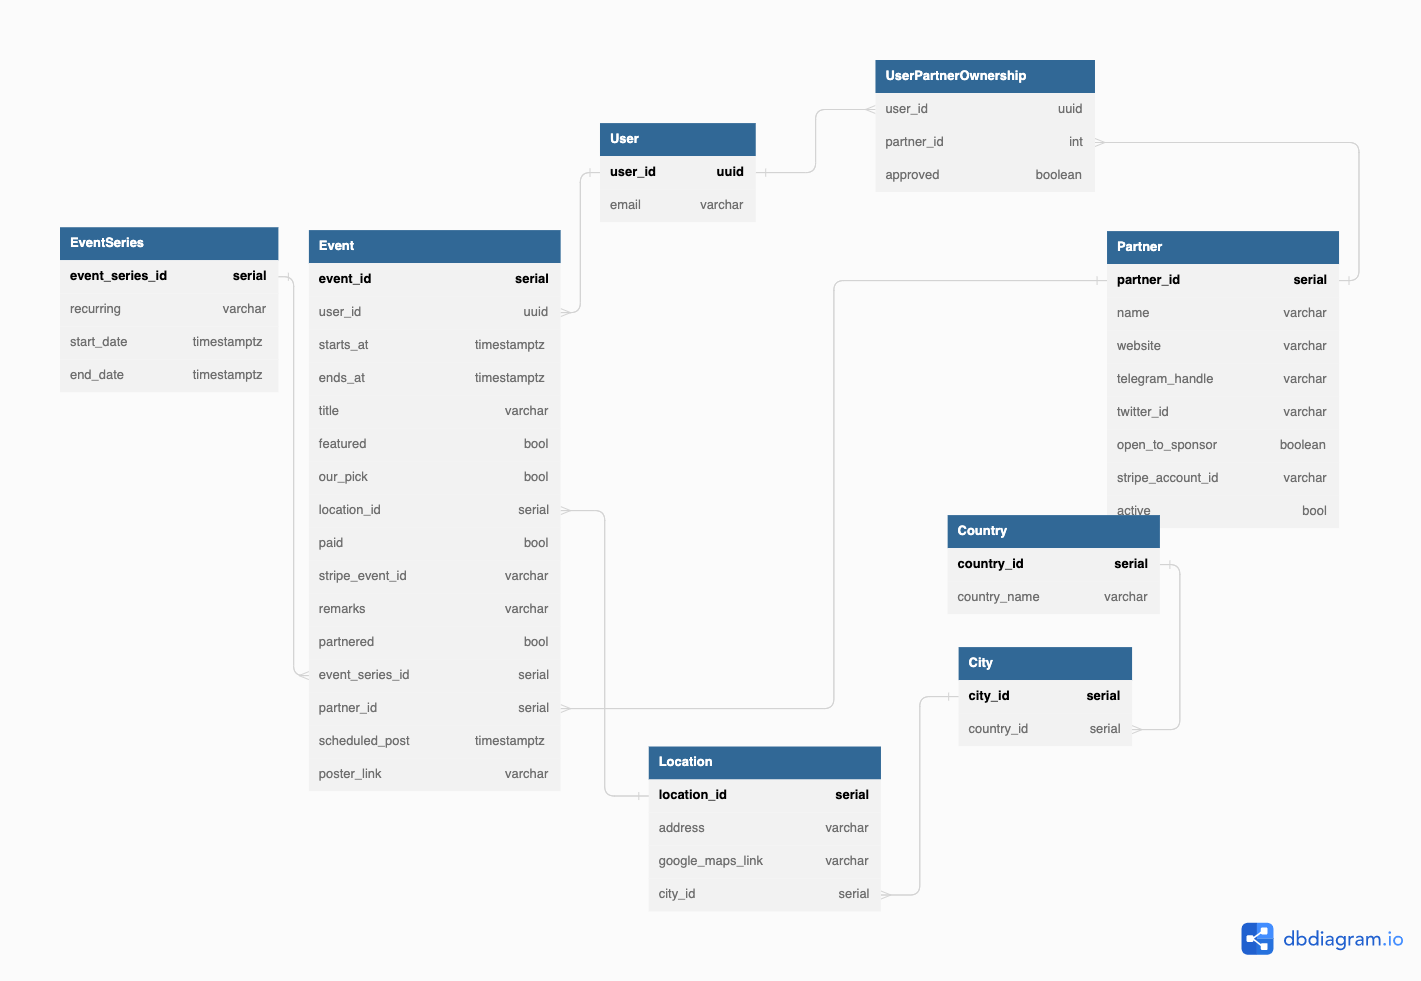 UserPartnerOwnership
user_id uuid
partner_id int
approved boolean
User
user_id uuid
email varchar
EventSeries
event_series_id serial
recurring varchar
start_date timestamptz
end_date timestamptz
Event
event_id serial
user_id uuid
starts_at timestamptz
ends_at timestamptz
title varchar
featured bool
our_pick bool
location_id serial
paid bool
stripe_event_id varchar
remarks varchar
partnered bool
event_series_id serial
partner_id serial
scheduled_post timestamptz
poster_link varchar
Partner
partner_id serial
name varchar
website varchar
telegram_handle varchar
twitter_id varchar
open_to_sponsor boolean
stripe_account_id varchar
active bool
Country
country_id serial
country_name varchar
City
city_id serial
country_id serial
Location
location_id serial
address varchar
google_maps_link varchar
city_id serial
dbdiagram.io